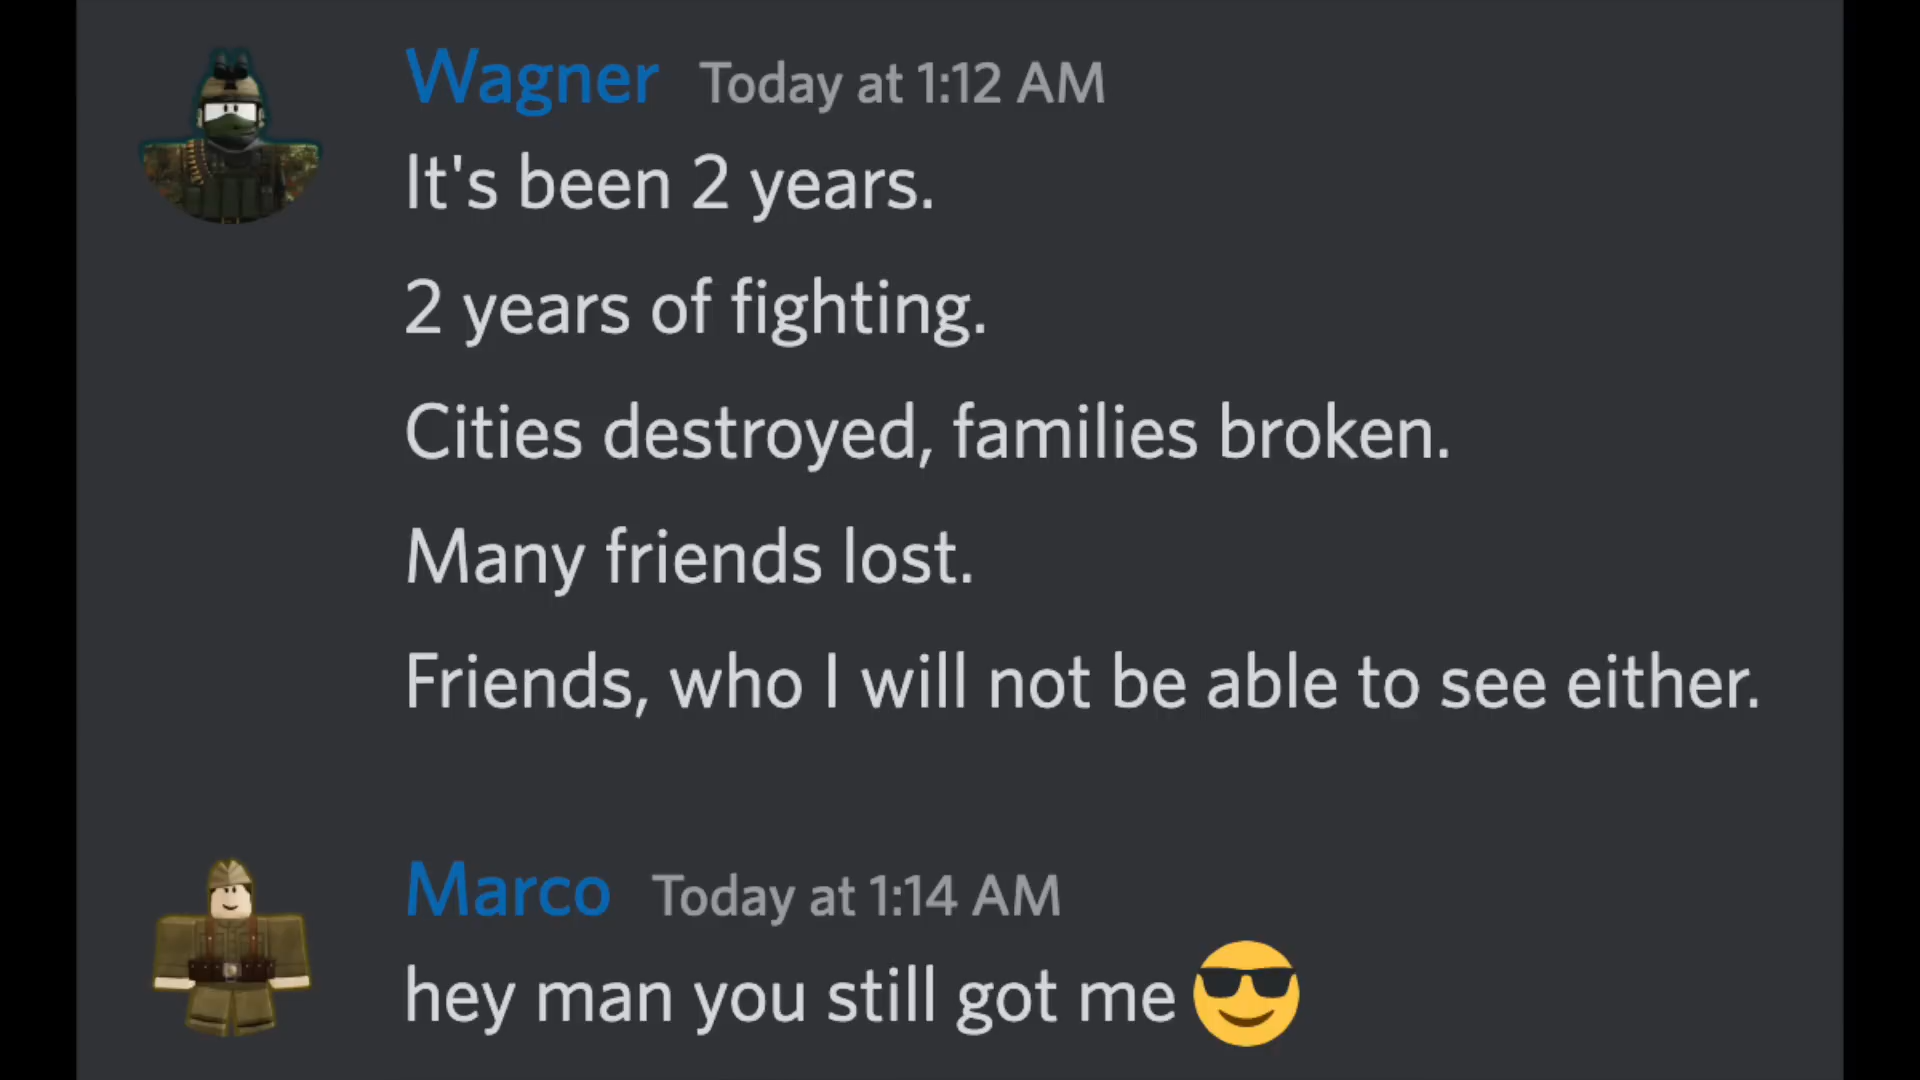 Wagner Today at 1:12 AM
It's been 2 years.
2 years of fighting.
Cities destroyed, families broken.
Many friends lost.
Friends, who I will not be able to see either.
Marco Today at 1:14 AM
hey man you still got me 😎